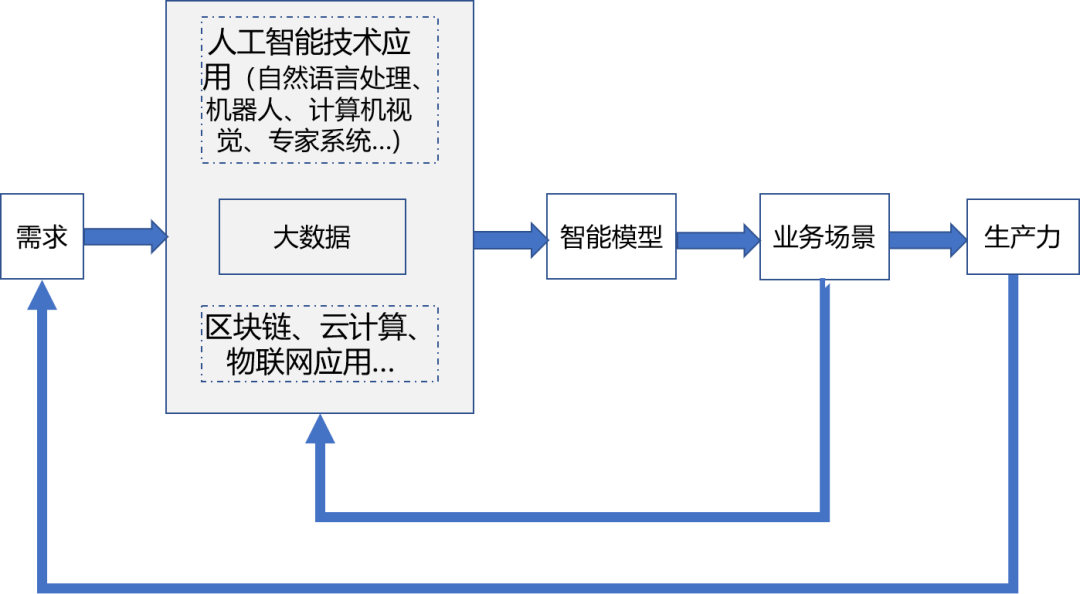 人工智能技术应
用（自然语言处理、
机器人、计算机视
觉、专家系统...）
需求
大数据
智能模型
业务场景
生产力
区块链、云计算、
物联网应用...